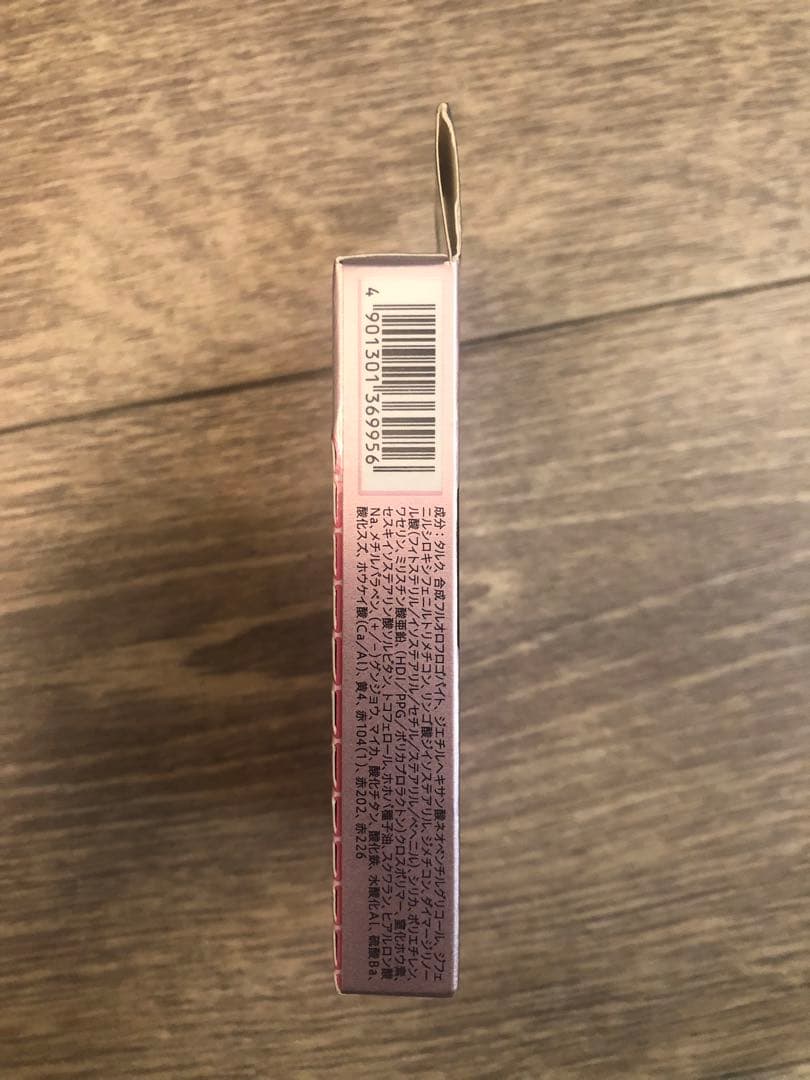 4 901301 369956
成分：タルク、合成フルオロフロゴパイト、ジエチルヘキサン酸ネオペンチルグリコール、ジフェ
ニルシロキシフェニルトリメチコン、リンゴ酸ジイソステアリル、ジメチコン、ダイマージリノー
ル酸(フィトステリル／イソステアリル／セチル／ステアリル／ベヘニル)、シリカ、ポリエチレン、
ワセリン、ミリスチン酸亜鉛、(HDI／PPG／ポリカプロラクトン)クロスポリマー、窒化ホウ素、
セスキイソステアリン酸ソルビタン、トコフェロール、ホホバ種子油、スクワラン、ヒアルロン酸
Na、メチルパラベン、(+／−)グンジョウ、マイカ、酸化チタン、酸化鉄、水酸化Al、硫酸Ba、
酸化スズ、ホウケイ酸(Ca／Al)、黄4、赤104(1)、赤202、赤226